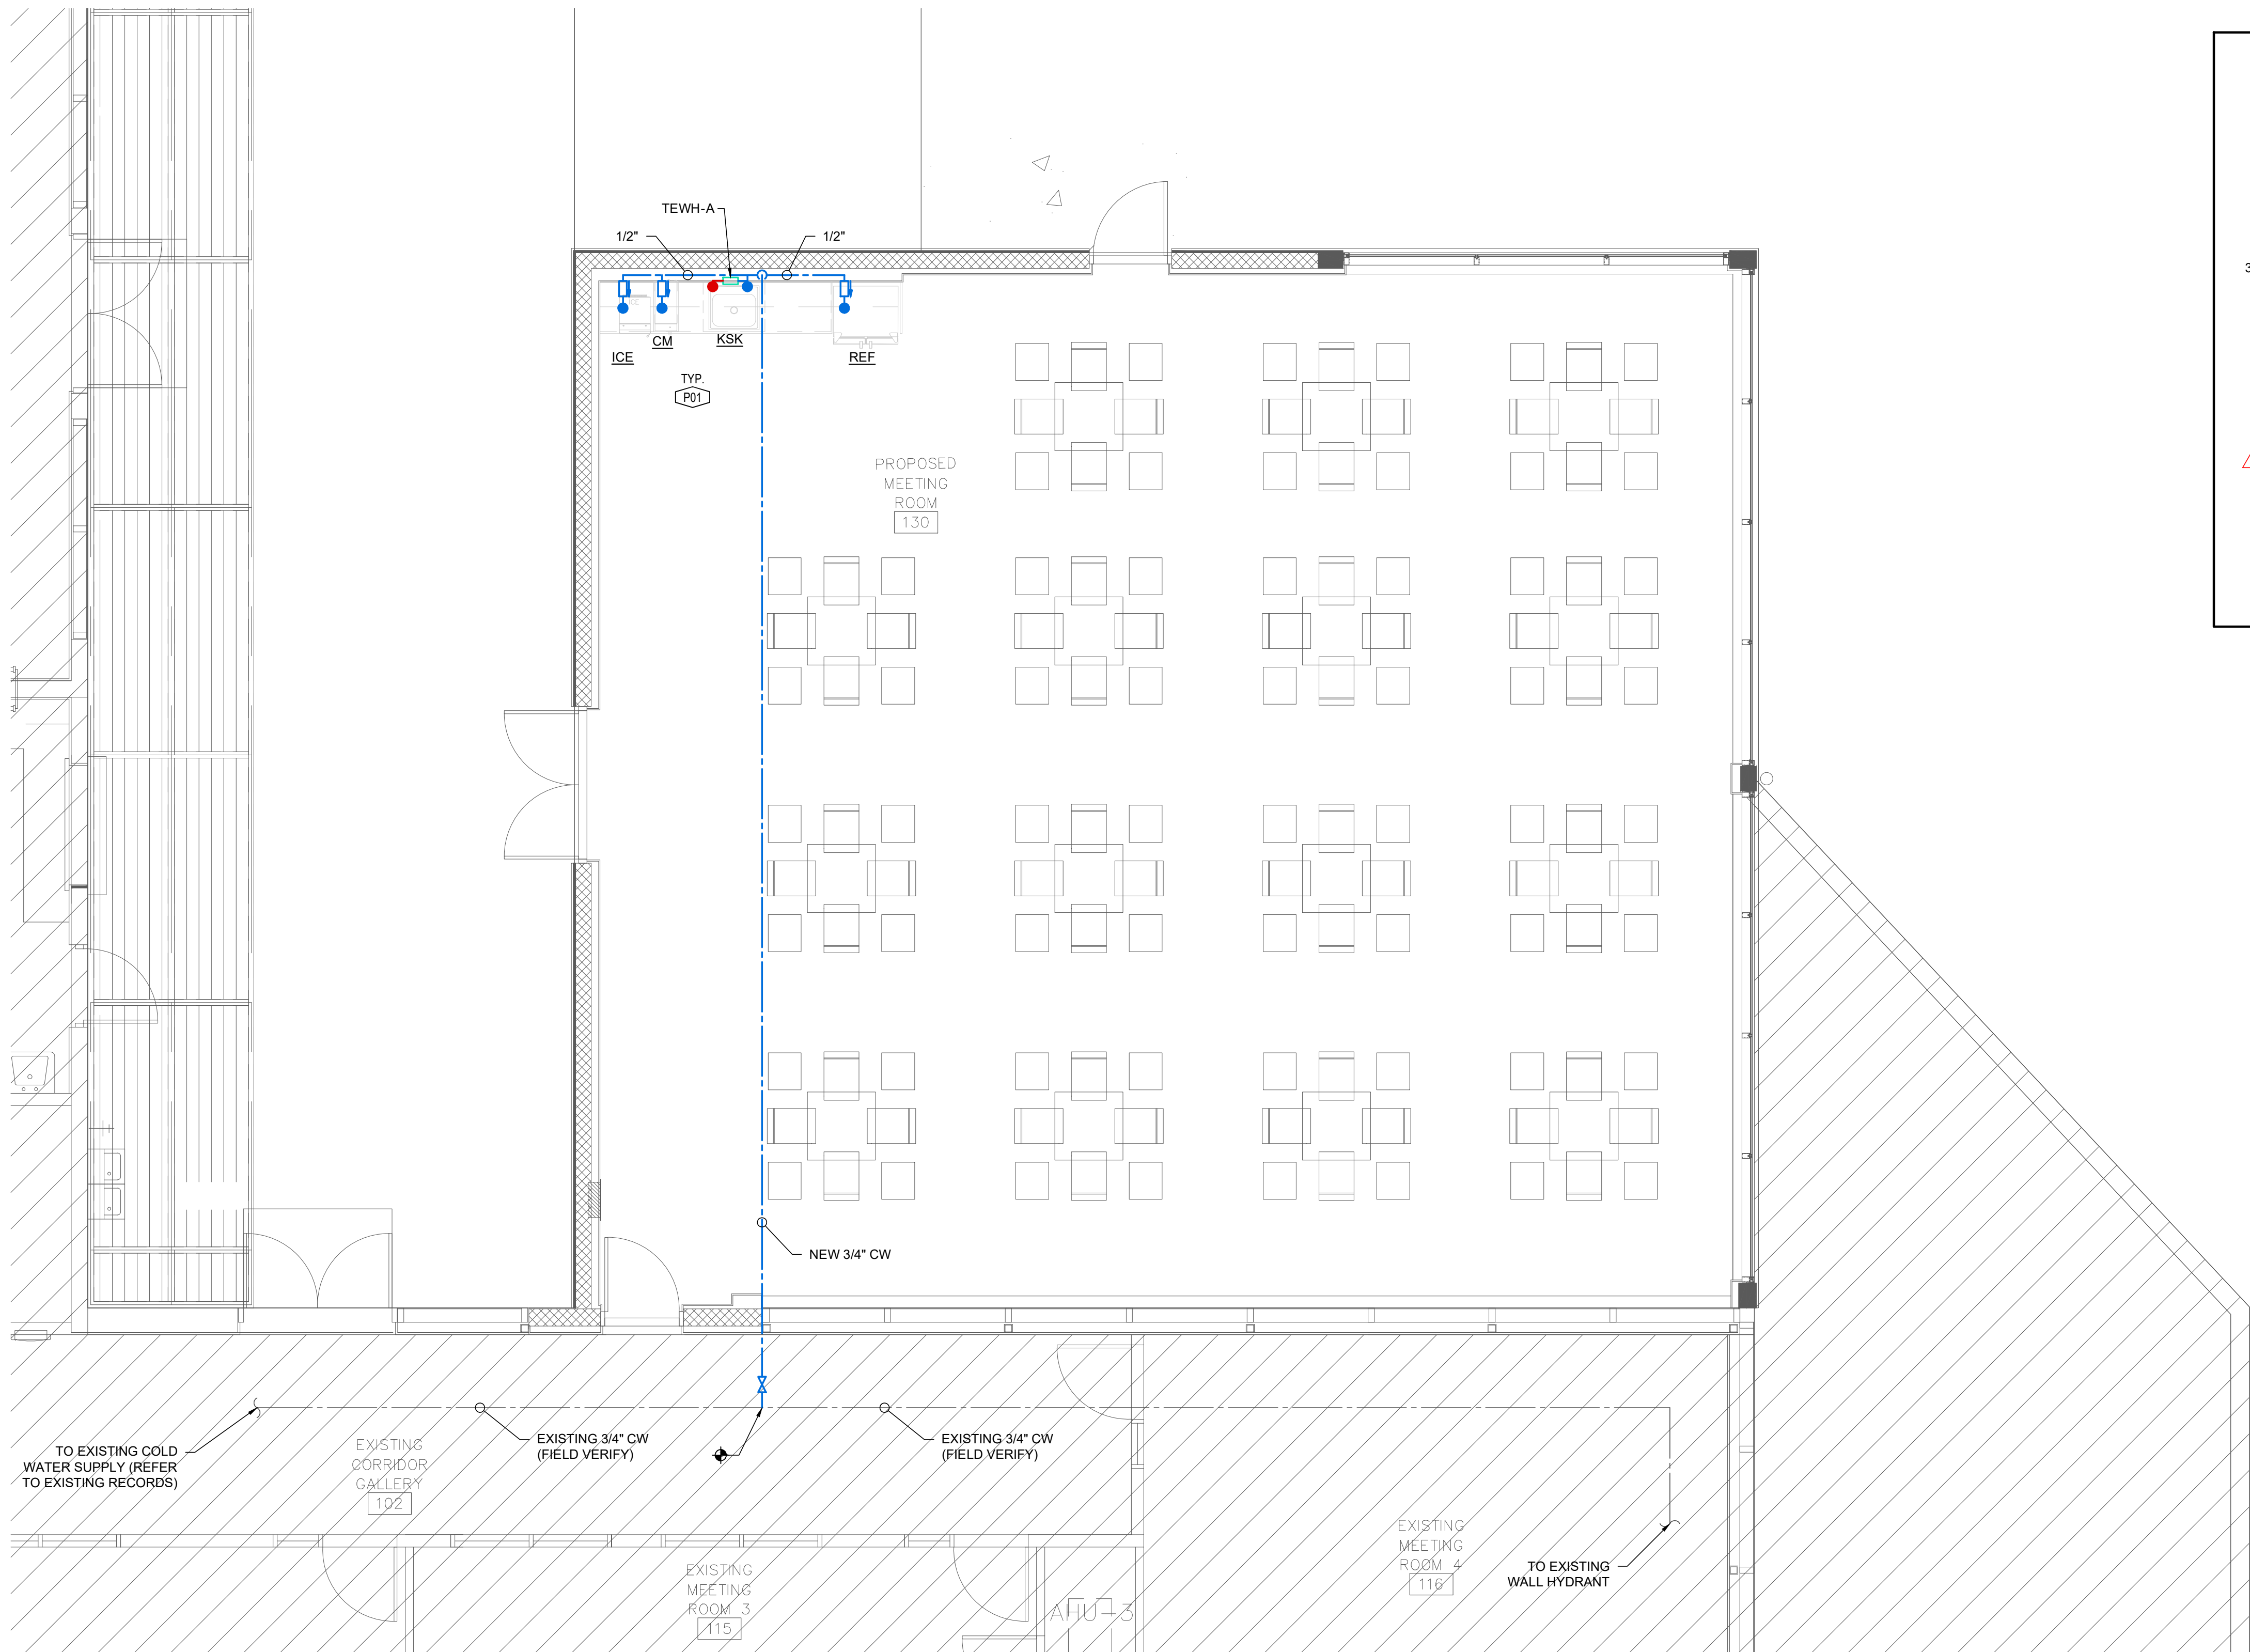 TEWH-A
1/2"
1/2"
ICE
ICE
CM
KSK
REF
TYP.
P01
3
PROPOSED
MEETING
ROOM
130
NEW 3/4" CW
TO EXISTING COLD
WATER SUPPLY (REFER
TO EXISTING RECORDS)
EXISTING
CORRIDOR
GALLERY
102
EXISTING 3/4" CW
(FIELD VERIFY)
EXISTING 3/4" CW
(FIELD VERIFY)
EXISTING
MEETING
ROOM 4
116
TO EXISTING
WALL HYDRANT
EXISTING
MEETING
ROOM 3
115
AHU-3